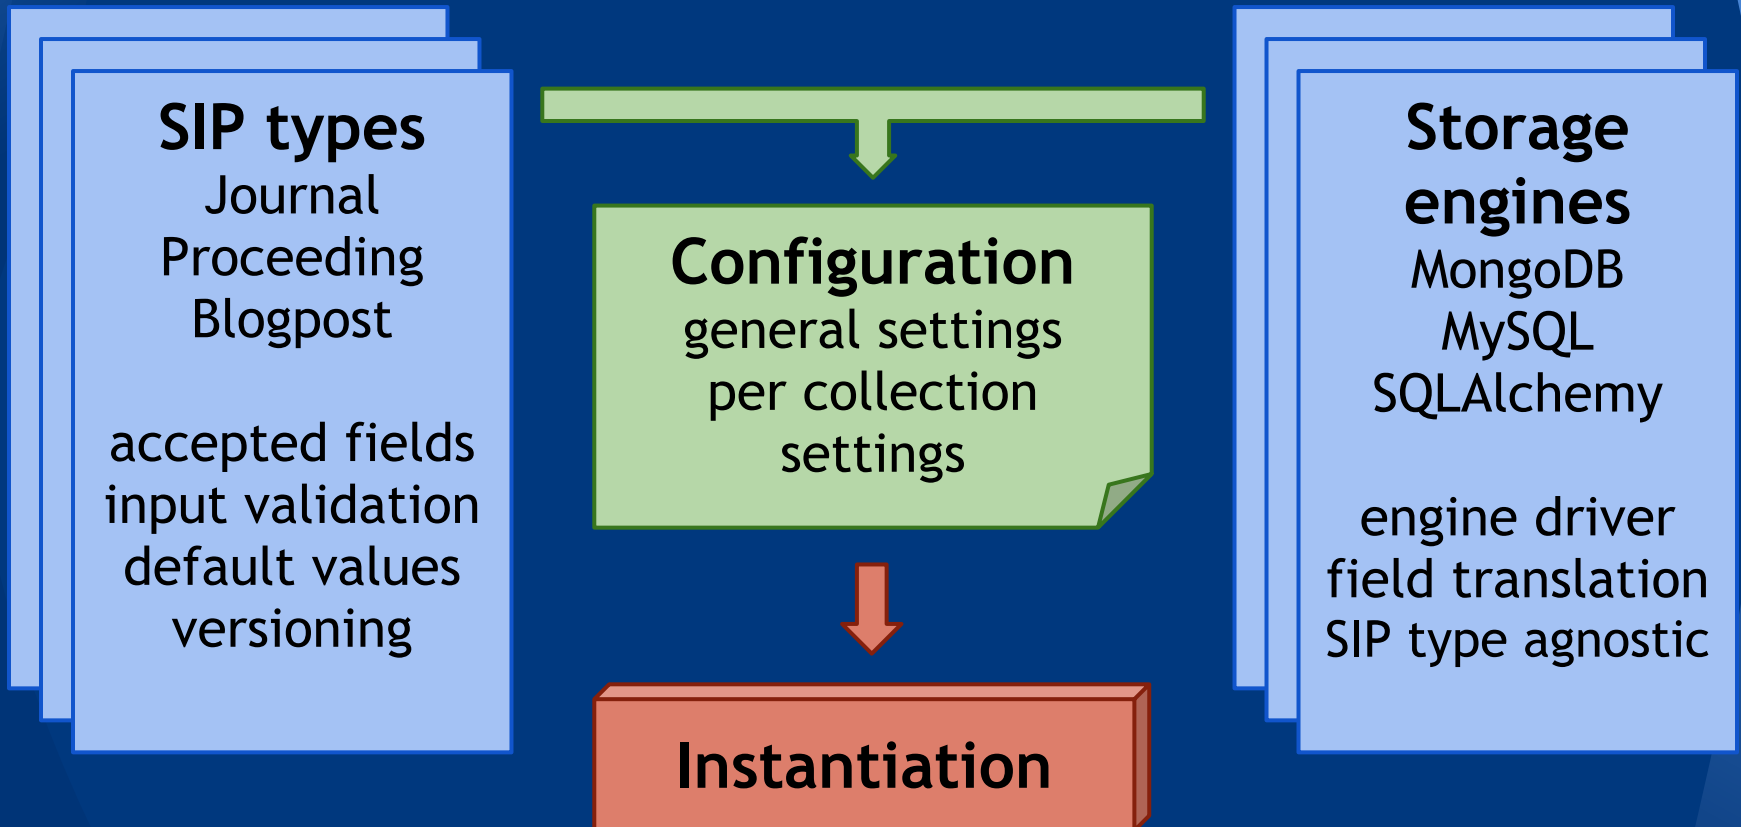 SIP types
Journal
Proceeding
Blogpost
accepted fields
input validation
default values
versioning
Configuration
general settings
per collection
settings
Instantiation
Storage
engines
MongoDB
MySQL
SQLAlchemy
engine driver
field translation
SIP type agnostic